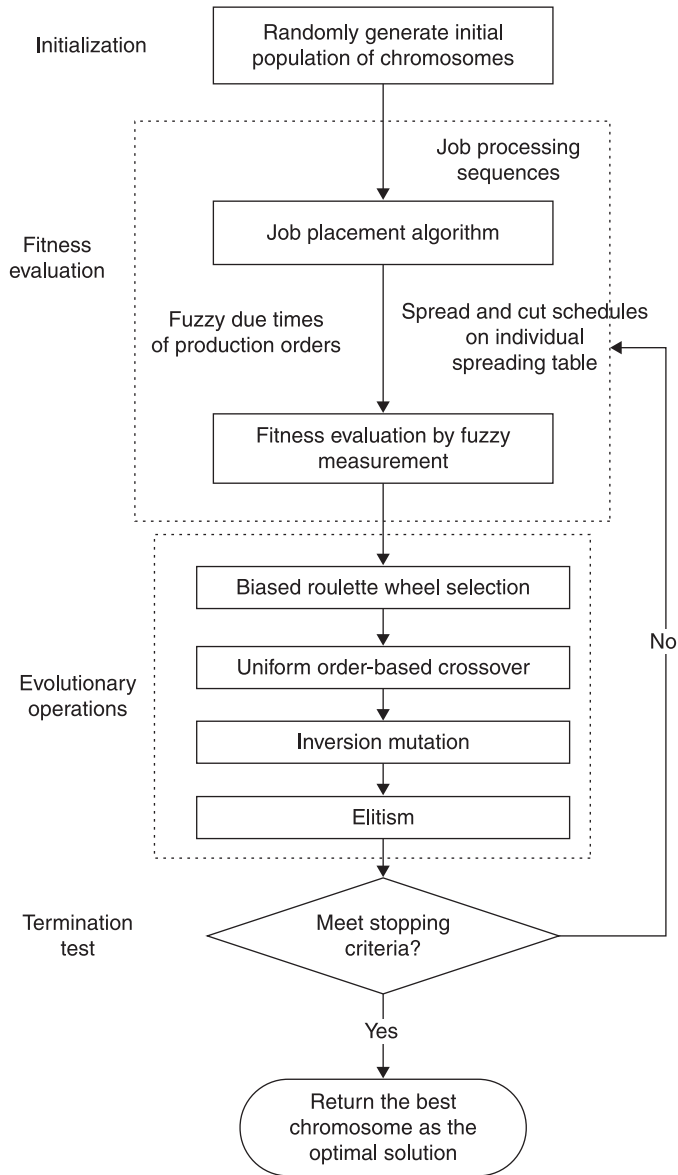 Initialization
Randomly generate initial
population of chromosomes
Job processing
sequences
Fitness
evaluation
Job placement algorithm
Fuzzy due times
of production orders
Spread and cut schedules
on individual
spreading table
Fitness evaluation by fuzzy
measurement
Evolutionary
operations
Biased roulette wheel selection
Uniform order-based crossover
Inversion mutation
Elitism
No
Termination
test
Meet stopping
criteria?
Yes
Return the best
chromosome as the
optimal solution